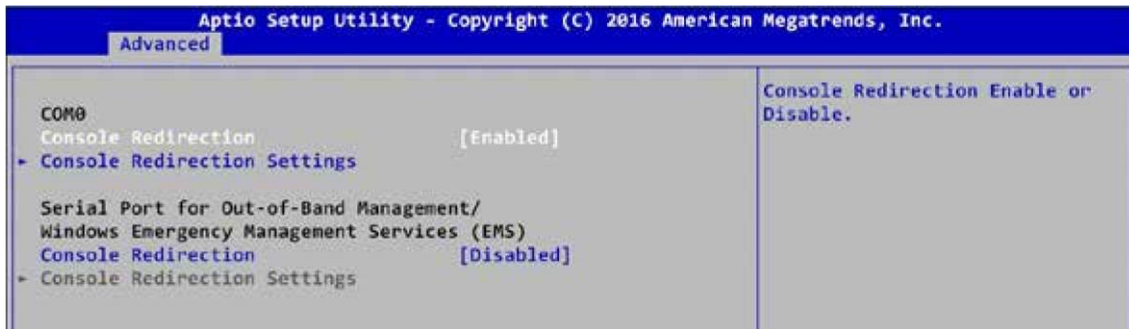 Aptio Setup Utility - Copyright (C) 2016 American Megatrends, Inc.
Advanced
COM0
Console Redirection [Enabled]
► Console Redirection Settings
Serial Port for Out-of-Band Management/
Windows Emergency Management Services (EMS)
Console Redirection [Disabled]
► Console Redirection Settings
Console Redirection Enable or
Disable.